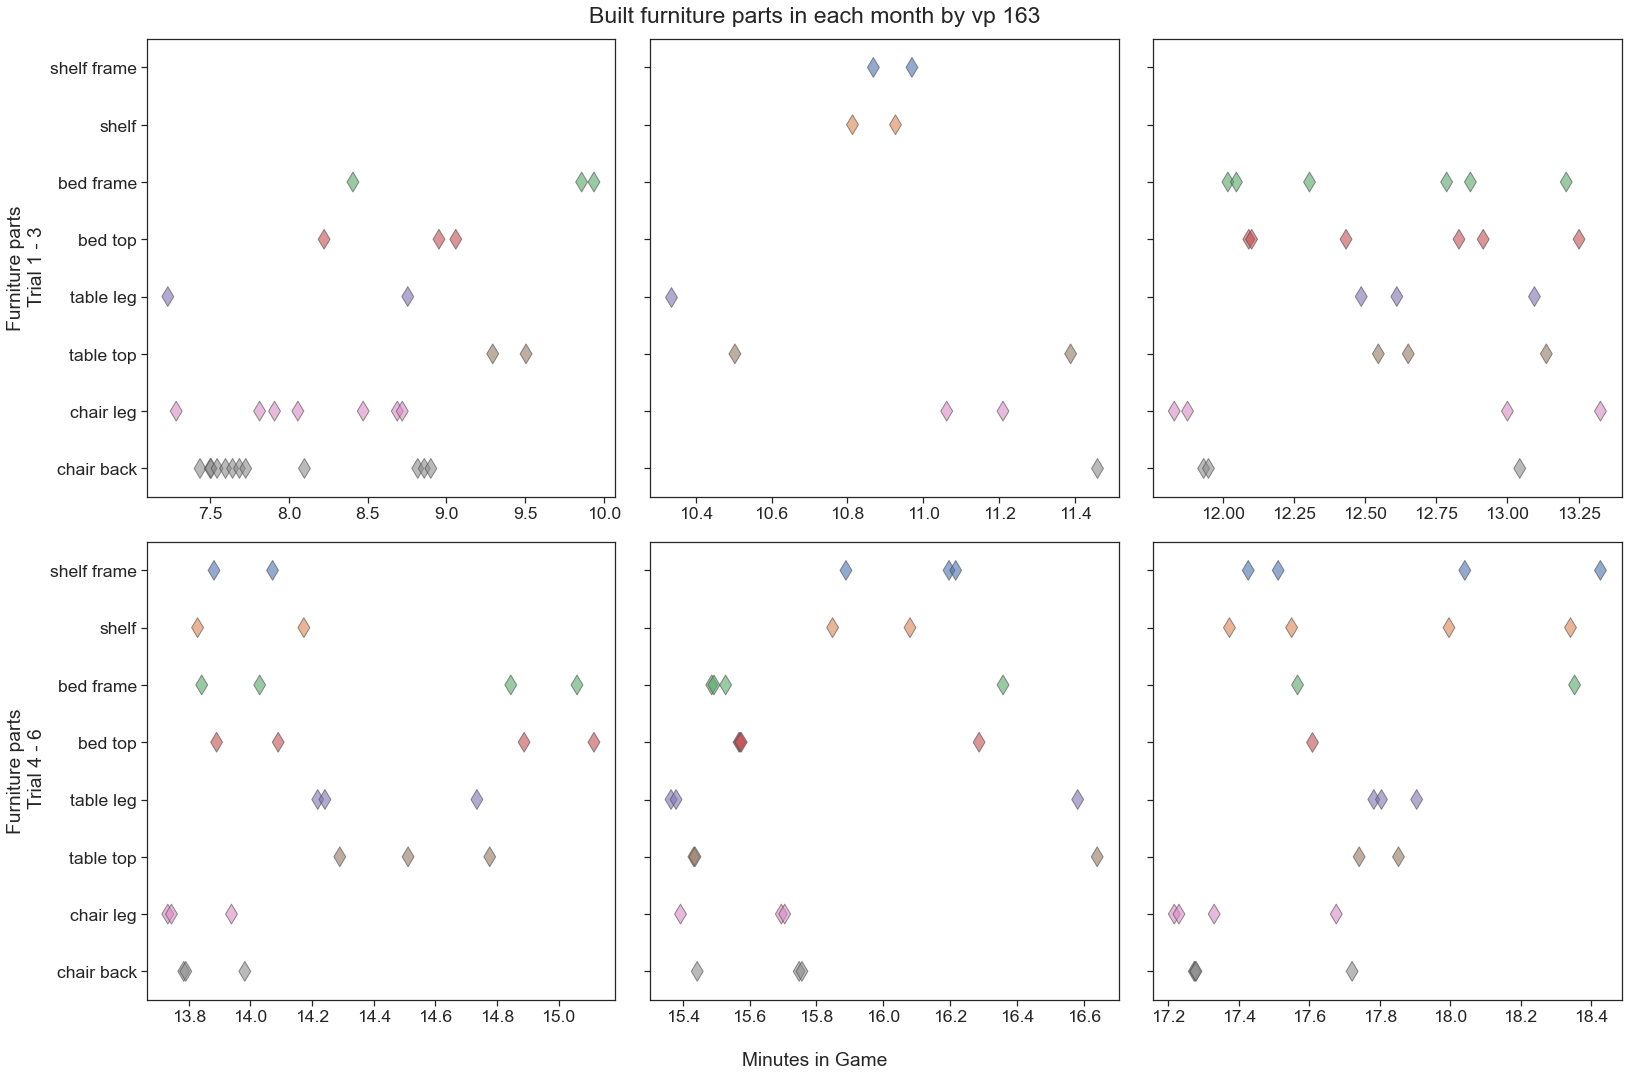 Built furniture parts in each month by vp 163
Furniture parts
Trial 1 - 3
shelf frame
shelf
bed frame
bed top
table leg
table top
chair leg
chair back
7.5 8.0 8.5 9.0 9.5 10.0
10.4 10.6 10.8 11.0 11.2 11.4
12.00 12.25 12.50 12.75 13.00 13.25
Furniture parts
Trial 4 - 6
shelf frame
shelf
bed frame
bed top
table leg
table top
chair leg
chair back
13.8 14.0 14.2 14.4 14.6 14.8 15.0
15.4 15.6 15.8 16.0 16.2 16.4 16.6
17.2 17.4 17.6 17.8 18.0 18.2 18.4
Minutes in Game